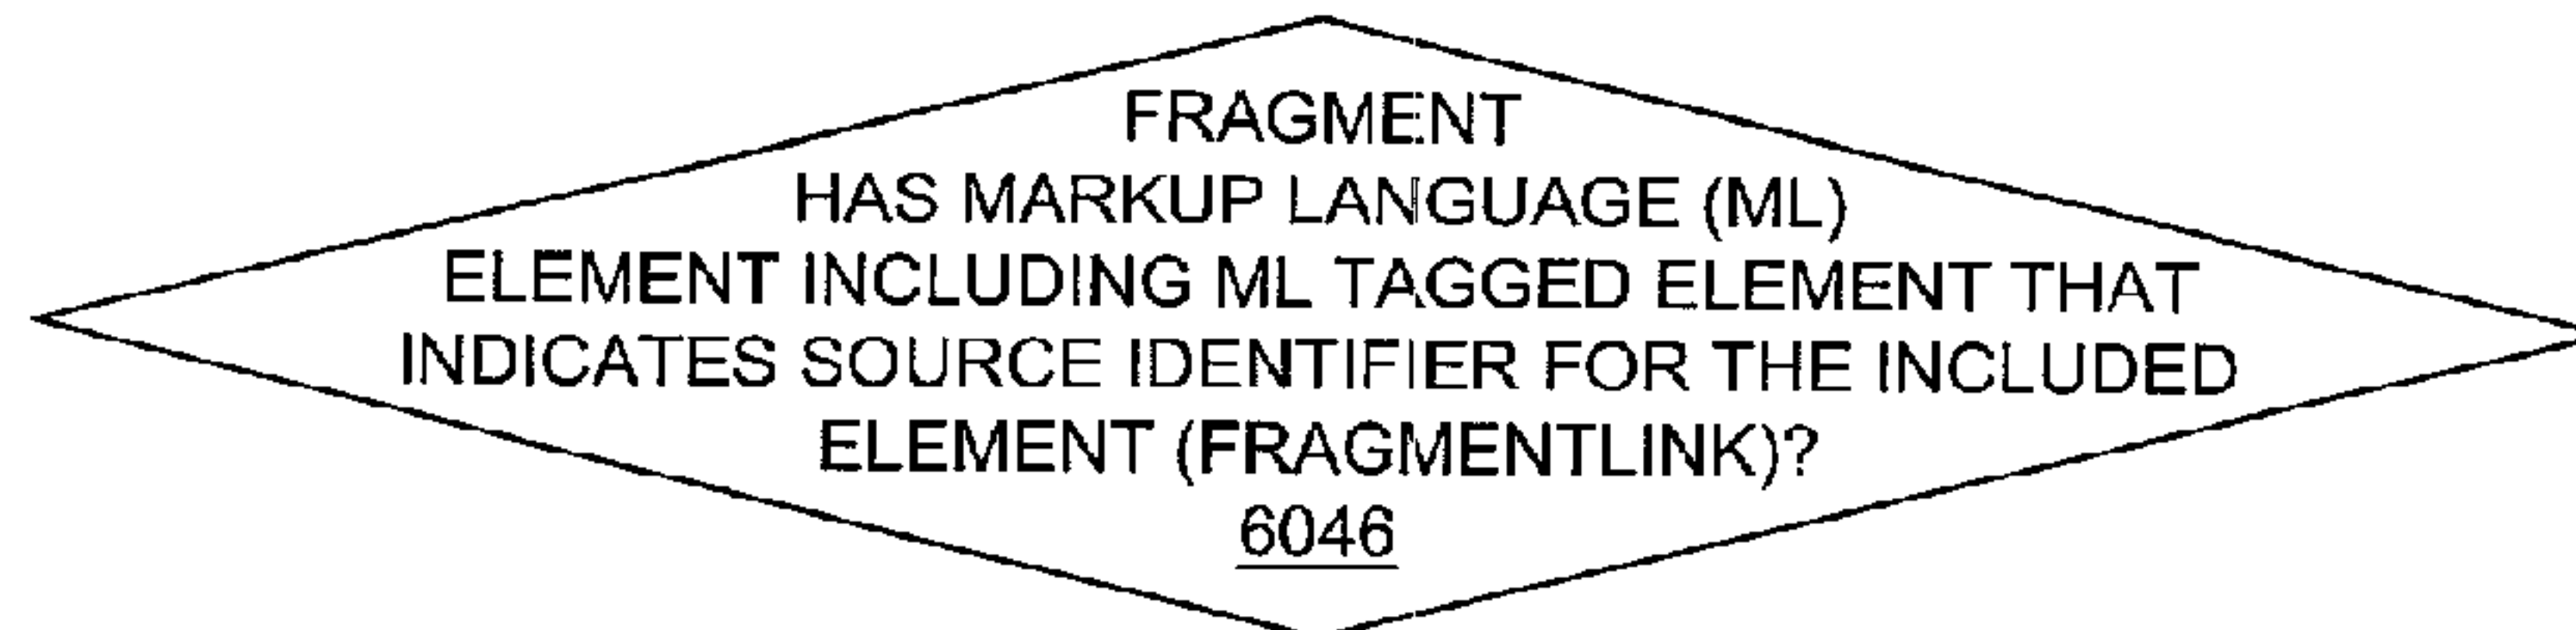 FRAGMENT
HAS MARKUP LANGUAGE (ML)
ELEMENT INCLUDING ML TAGGED ELEMENT THAT
INDICATES SOURCE IDENTIFIER FOR THE INCLUDED
ELEMENT (FRAGMENTLINK)?
6046